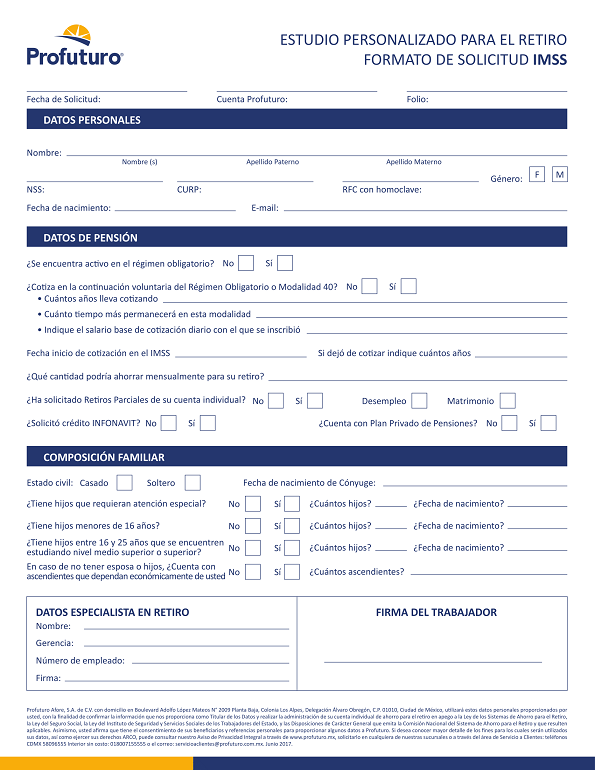 Profuturo
ESTUDIO PERSONALIZADO PARA EL RETIRO
FORMATO DE SOLICITUD IMSS
Fecha de Solicitud: Cuenta Profuturo: Folio:
DATOS PERSONALES
Nombre:
Nombre (s) Apellido Paterno Apellido Materno
Género: F M
NSS: CURP: RFC con homoclave:
Fecha de nacimiento: E-mail:
DATOS DE PENSIÓN
¿Se encuentra activo en el régimen obligatorio? No Sí
¿Cotiza en la continuación voluntaria del Régimen Obligatorio o Modalidad 40? No Sí
• Cuántos años lleva cotizando
• Cuánto tiempo más permanecerá en esta modalidad
• Indique el salario base de cotización diario con el que se inscribió
Fecha inicio de cotización en el IMSS Si dejó de cotizar indique cuántos años
¿Qué cantidad podría ahorrar mensualmente para su retiro?
¿Ha solicitado Retiros Parciales de su cuenta individual? No Sí Desempleo Matrimonio
¿Solicitó crédito INFONAVIT? No Sí ¿Cuenta con Plan Privado de Pensiones? No Sí
COMPOSICIÓN FAMILIAR
Estado civil: Casado Soltero Fecha de nacimiento de Cónyuge:
¿Tiene hijos que requieran atención especial? No Sí ¿Cuántos hijos? ¿Fecha de nacimiento?
¿Tiene hijos menores de 16 años? No Sí ¿Cuántos hijos? ¿Fecha de nacimiento?
¿Tiene hijos entre 16 y 25 años que se encuentren
estudiando nivel medio superior o superior? No Sí ¿Cuántos hijos? ¿Fecha de nacimiento?
En caso de no tener esposa o hijos, ¿Cuenta con
ascendientes que dependan económicamente de usted No Sí ¿Cuántos ascendientes?
DATOS ESPECIALISTA EN RETIRO
Nombre:
Gerencia:
Número de empleado:
Firma:
FIRMA DEL TRABAJADOR
Profuturo Afore, S.A. de C.V. con domicilio en Boulevard Adolfo López Mateos N° 2009 Planta Baja, Colonia Los Alpes, Delegación Álvaro Obregón, C.P. 01010, Ciudad de México, utilizará estos datos personales proporcionados por
usted, con la finalidad de confirmar la información que nos proporciona como Titular de los Datos y realizar la administración de su cuenta individual de ahorro para el retiro en apego a la Ley de los Sistemas de Ahorro para el Retiro,
la Ley del Seguro Social, la Ley del Instituto de Seguridad y Servicios Sociales de los Trabajadores del Estado, y las Disposiciones de Carácter General que emita la Comisión Nacional del Sistema de Ahorro para el Retiro y que resulten
aplicables. Asimismo, usted afirma que tiene el consentimiento de sus beneficiarios y referencias personales para proporcionar algunos datos a Profuturo. Si desea conocer mayor detalle de los fines para los cuales serán utilizados
sus datos, así como ejercer sus derechos ARCO, puede consultar nuestro Aviso de Privacidad Integral a través de www.profuturo.mx, solicitarlo en cualquiera de nuestras sucursales o a través del área de Servicio a Clientes: teléfonos
CDMX 58096555 Interior sin costo: 018007155555 o el correo: servicioaclientes@profuturo.com.mx. Junio 2017.